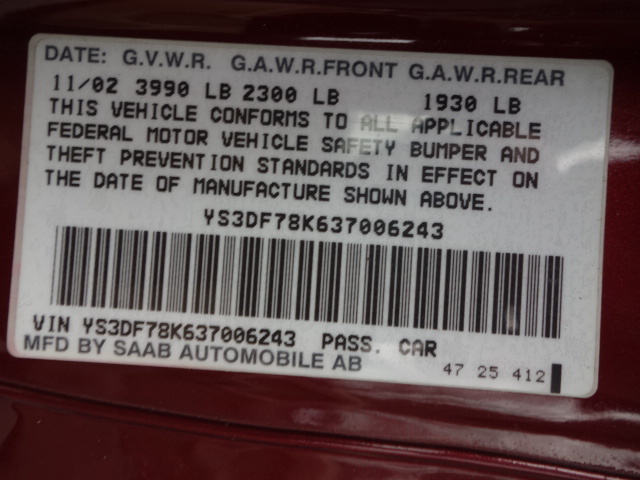 DATE: G.V.W.R. G.A.W.R.FRONT G.A.W.R.REAR
11/02 3990 LB 2300 LB 1930 LB
THIS VEHICLE CONFORMS TO ALL APPLICABLE
FEDERAL MOTOR VEHICLE SAFETY BUMPER AND
THEFT PREVENTION STANDARDS IN EFFECT ON
THE DATE OF MANUFACTURE SHOWN ABOVE.
YS3DF78K637006243
VIN YS3DF78K637006243 PASS. CAR
MFD BY SAAB AUTOMOBILE AB 47 25 412